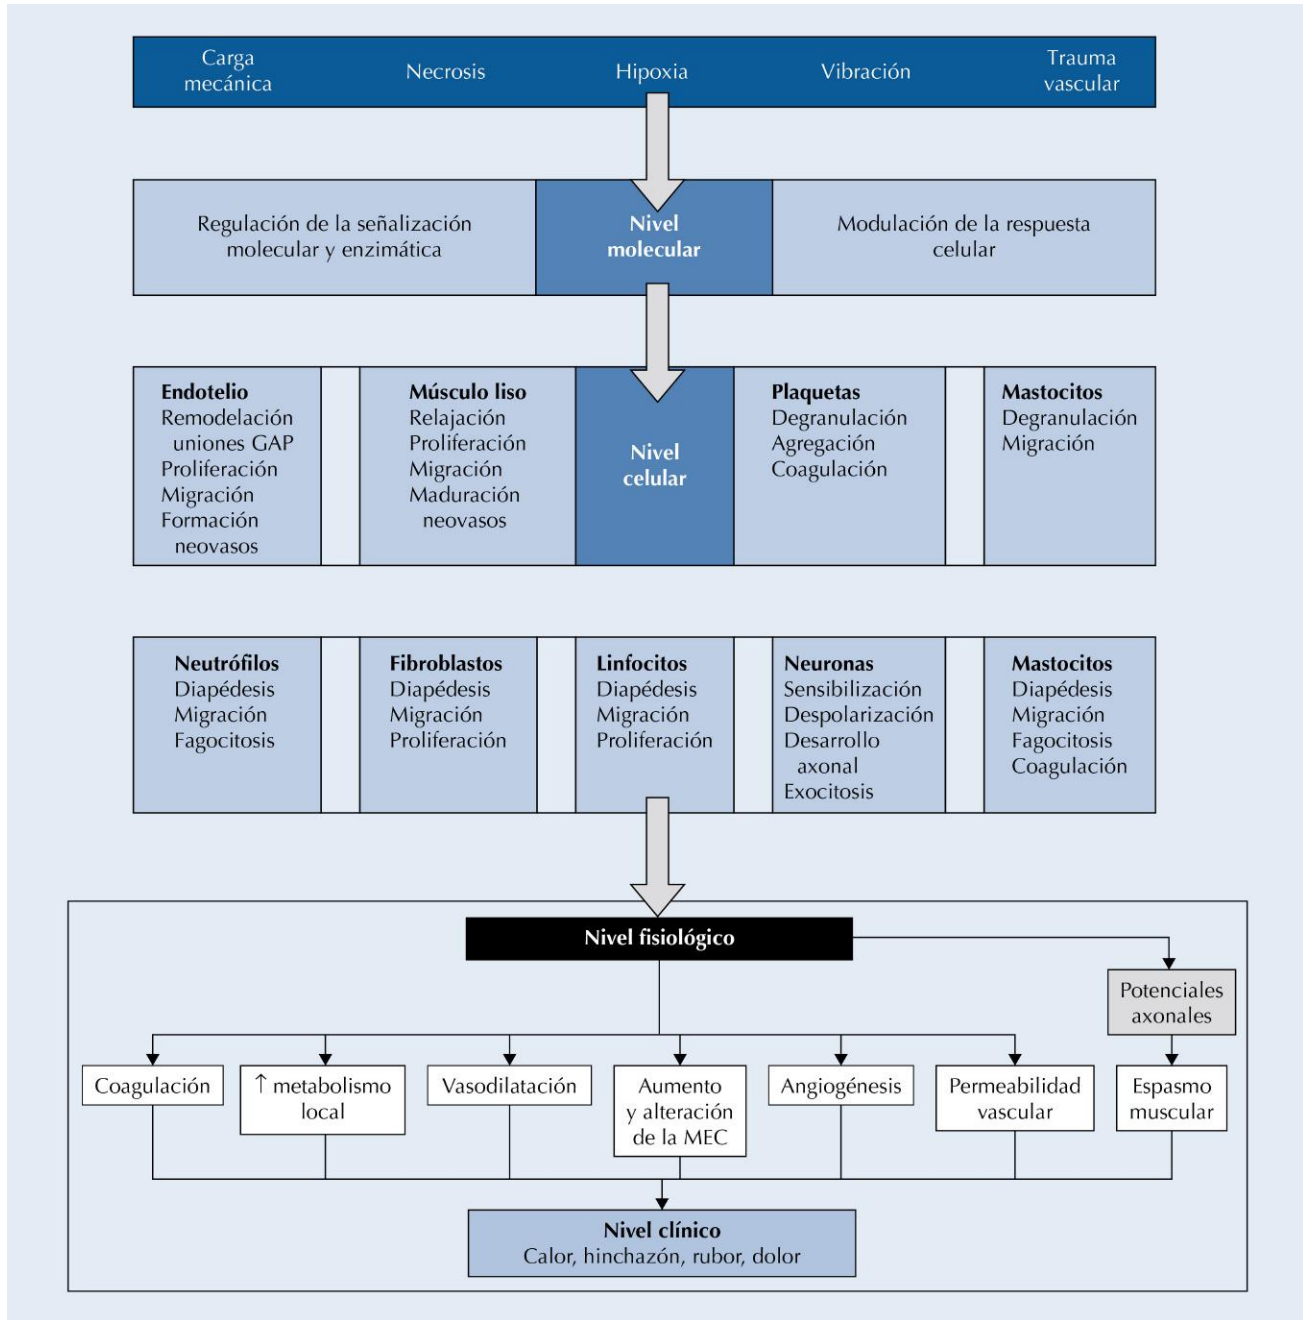 Carga
mecánica
Necrosis
Hipoxia
Vibración
Trauma
vascular
Regulación de la señalización
molecular y enzimática
Nivel
molecular
Modulación de la respuesta
celular
Endotelio
Remodelación
uniones GAP
Proliferación
Migración
Formación
neovasos
Músculo liso
Relajación
Proliferación
Migración
Maduración
neovasos
Nivel
celular
Plaquetas
Degranulación
Agregación
Coagulación
Mastocitos
Degranulación
Migración
Neutrófilos
Diapédesis
Migración
Fagocitosis
Fibroblastos
Diapédesis
Migración
Proliferación
Linfocitos
Diapédesis
Migración
Proliferación
Neuronas
Sensibilización
Despolarización
Desarrollo
axonal
Exocitosis
Mastocitos
Diapédesis
Migración
Fagocitosis
Coagulación
Nivel fisiológico
Potenciales
axonales
Coagulación
↑ metabolismo
local
Vasodilatación
Aumento
y alteración
de la MEC
Angiogénesis
Permeabilidad
vascular
Espasmo
muscular
Nivel clínico
Calor, hinchazón, rubor, dolor